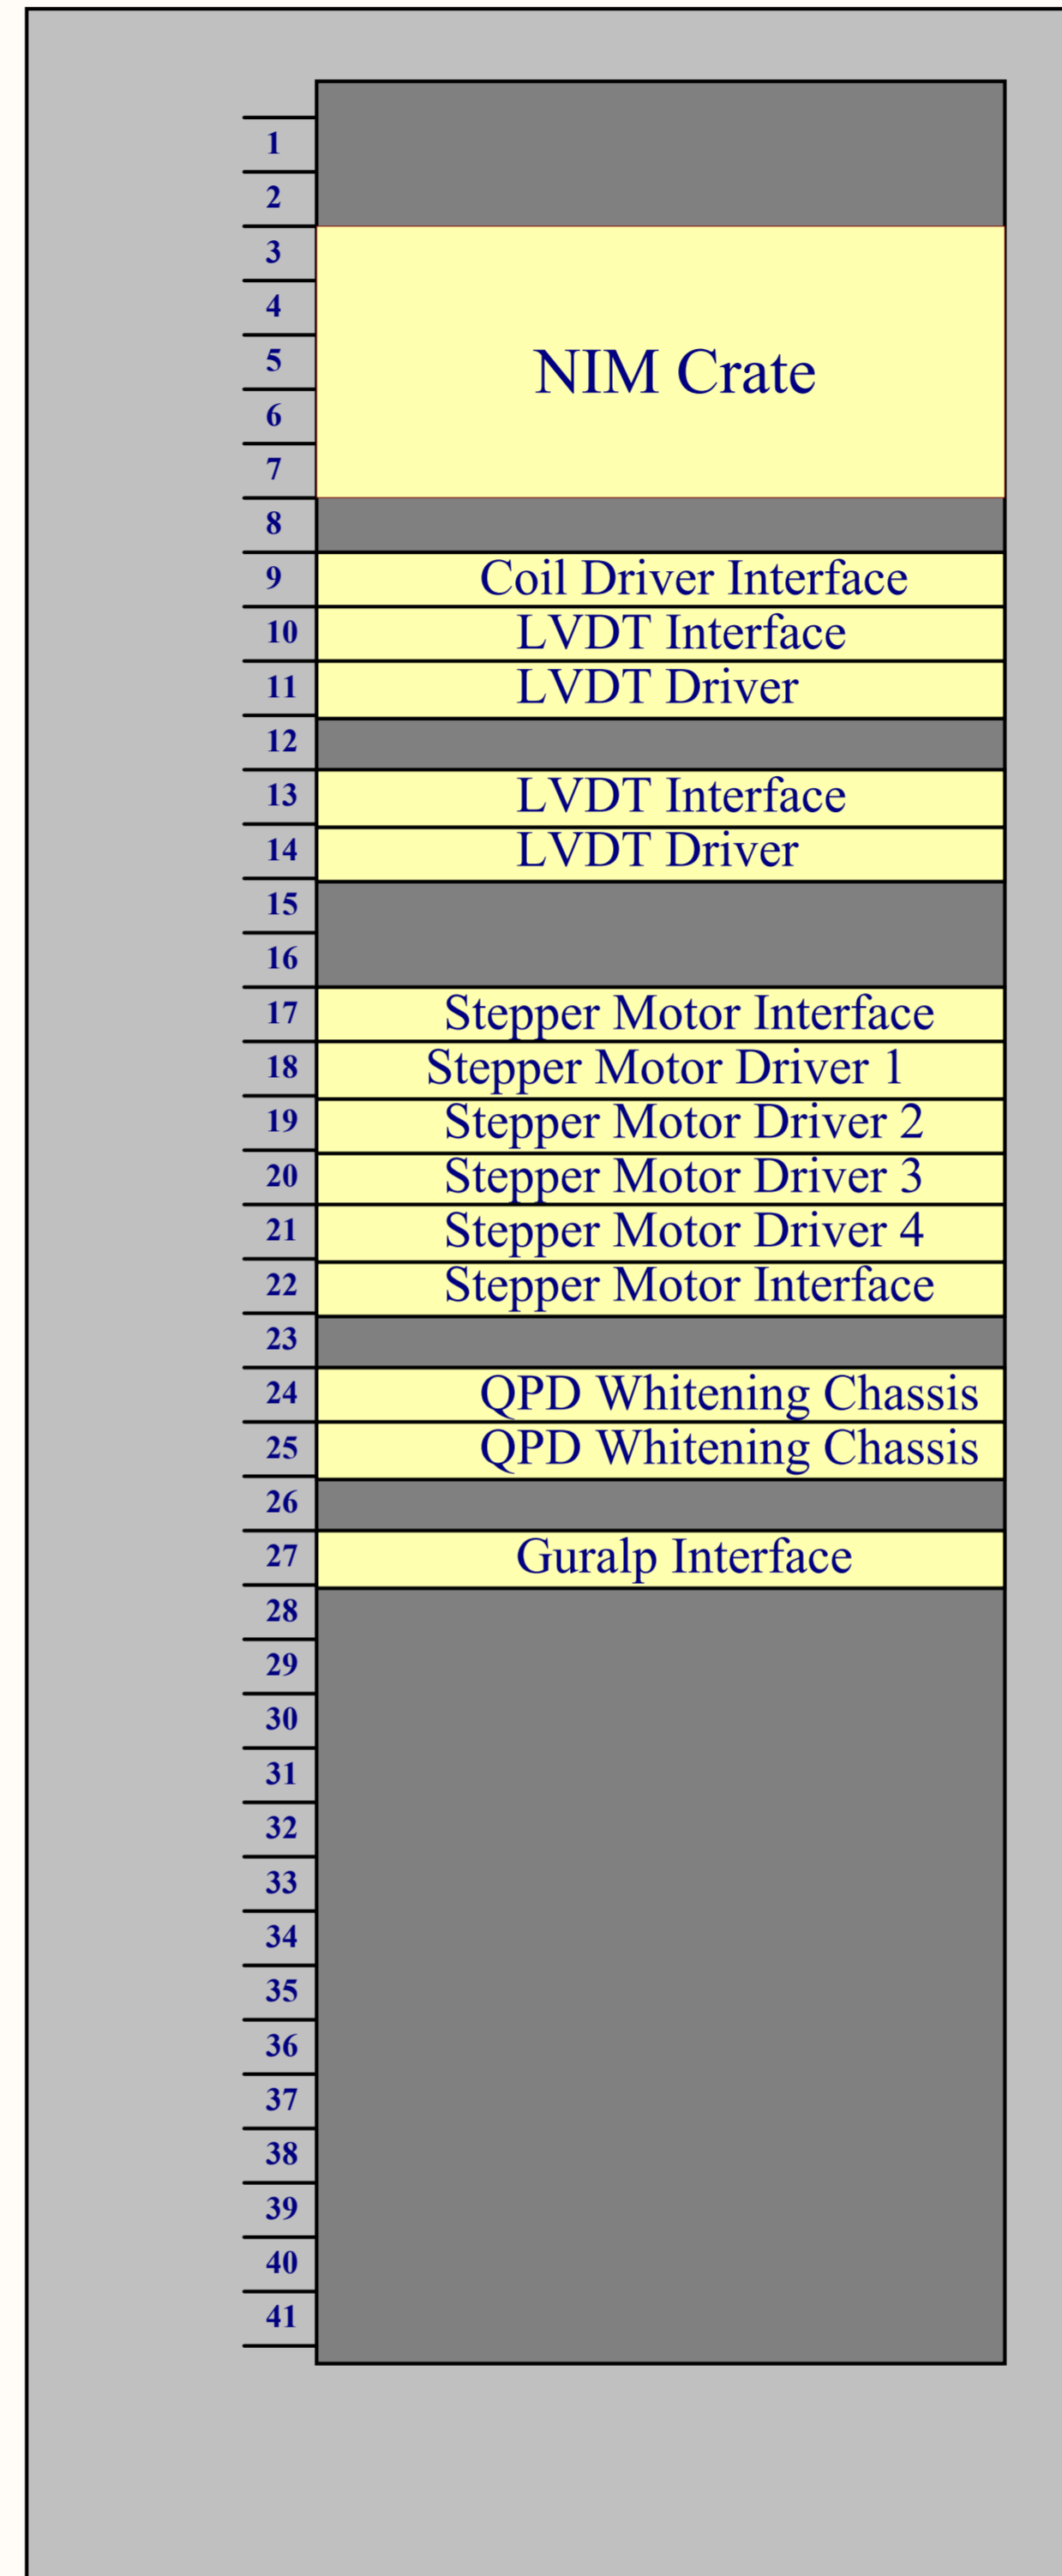 1
2
3
4
5
NIM Crate
6
7
8
9 Coil Driver Interface
10 LVDT Interface
11 LVDT Driver
12
13 LVDT Interface
14 LVDT Driver
15
16
17 Stepper Motor Interface
18 Stepper Motor Driver 1
19 Stepper Motor Driver 2
20 Stepper Motor Driver 3
21 Stepper Motor Driver 4
22 Stepper Motor Interface
23
24 QPD Whitening Chassis
25 QPD Whitening Chassis
26
27 Guralp Interface
28
29
30
31
32
33
34
35
36
37
38
39
40
41